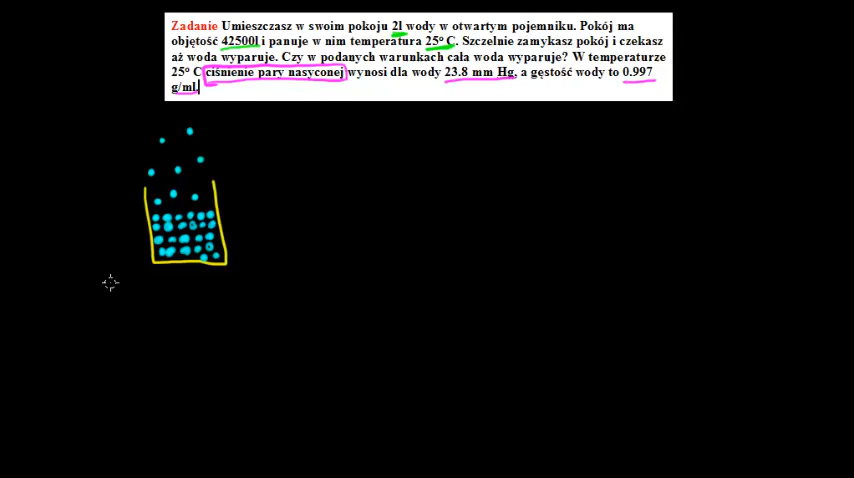 Zadanie Umieszczasz w swoim pokoju 2l wody w otwartym pojemniku. Pokój ma
objętość 42500l i panuje w nim temperatura 25° C. Szczelnie zamykasz pokój i czekasz
aż woda wyparuje. Czy w podanych warunkach cała woda wyparuje? W temperaturze
25° C ciśnienie pary nasyconej wynosi dla wody 23.8 mm Hg, a gęstość wody to 0.997
g/ml.